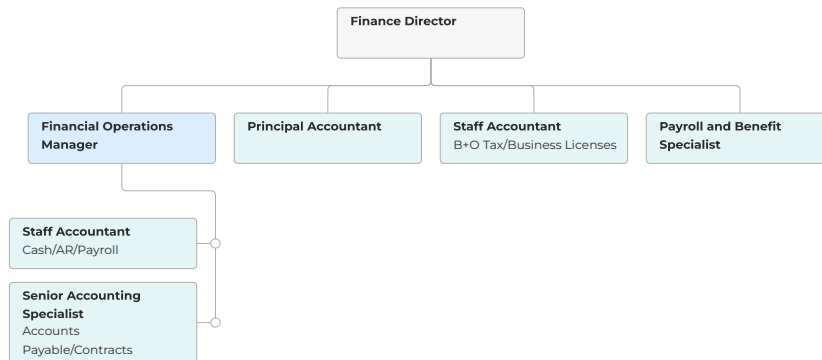 Finance Director
Financial Operations
Manager
Principal Accountant
Staff Accountant
B+O Tax/Business Licenses
Payroll and Benefit
Specialist
Staff Accountant
Cash/AR/Payroll
Senior Accounting
Specialist
Accounts
Payable/Contracts